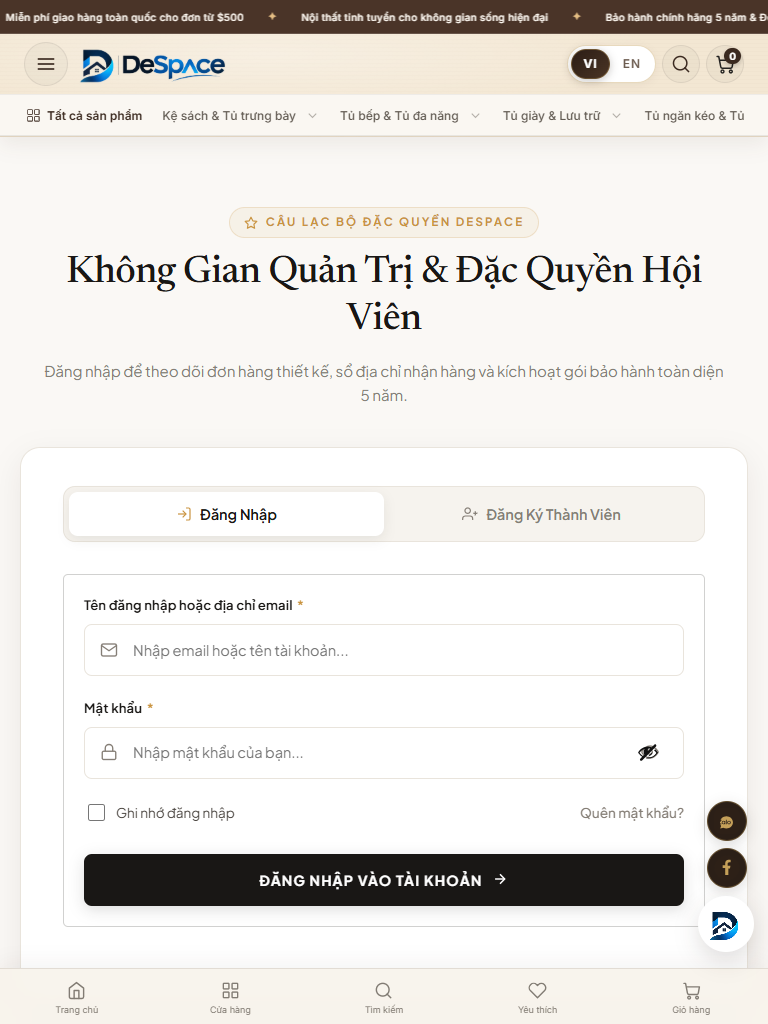 Miễn phí giao hàng toàn quốc cho đơn từ $500 ✦ Nội thất tinh tuyển cho không gian sống hiện đại ✦ Bảo hành chính hãng 5 năm &
DeSpace
VI EN
0
Tất cả sản phẩm Kệ sách & Tủ trưng bày Tủ bếp & Tủ đa năng Tủ giày & Lưu trữ Tủ ngăn kéo & Tủ
CÂU LẠC BỘ ĐẶC QUYỀN DESPACE
Không Gian Quản Trị & Đặc Quyền Hội
Viên
Đăng nhập để theo dõi đơn hàng thiết kế, sổ địa chỉ nhận hàng và kích hoạt gói bảo hành toàn diện
5 năm.
Đăng Nhập Đăng Ký Thành Viên
Tên đăng nhập hoặc địa chỉ email *
Nhập email hoặc tên tài khoản...
Mật khẩu *
Nhập mật khẩu của bạn...
Ghi nhớ đăng nhập Quên mật khẩu?
ĐĂNG NHẬP VÀO TÀI KHOẢN →
Zalo
Trang chủ Cửa hàng Tìm kiếm Yêu thích Giỏ hàng